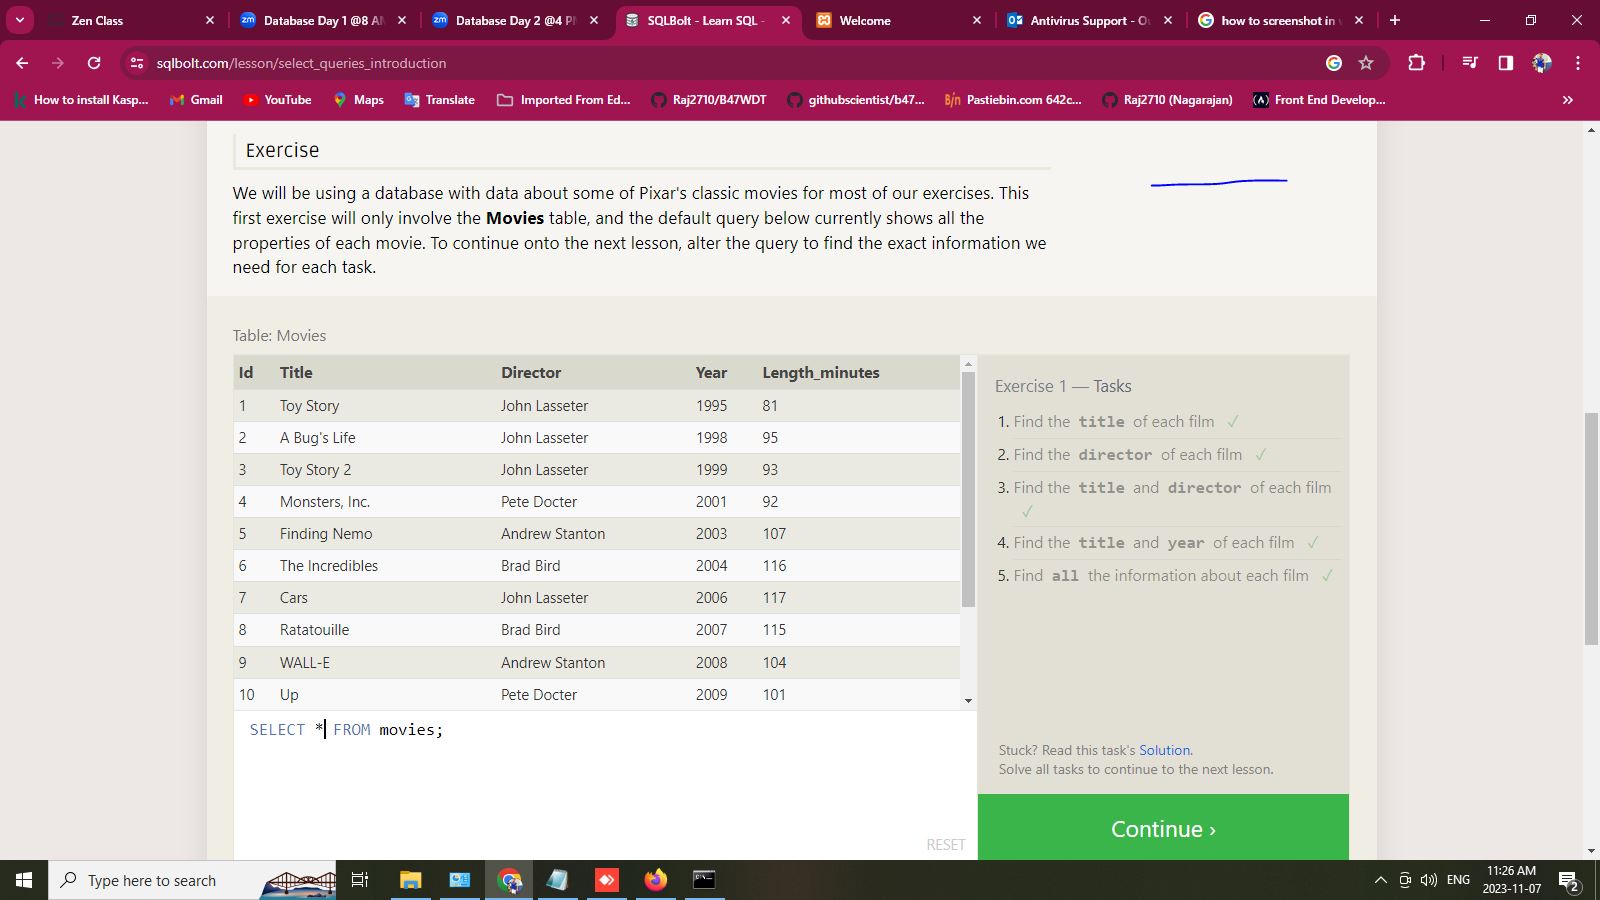 Zen Class
zm Database Day 1 @8 AM
zm Database Day 2 @4 P
SQLBolt - Learn SQL -
Welcome
Antivirus Support - O
how to screenshot in
sqlbolt.com/lesson/select_queries_introduction
How to install Kasp...
Gmail
YouTube
Maps
Translate
Imported From Ed...
Raj2710/B47WDT
githubscientist/b47...
B/n Pastiebin.com 642c...
Raj2710 (Nagarajan)
(A) Front End Develop...
»
Exercise
We will be using a database with data about some of Pixar's classic movies for most of our exercises. This
first exercise will only involve the Movies table, and the default query below currently shows all the
properties of each movie. To continue onto the next lesson, alter the query to find the exact information we
need for each task.
Table: Movies
Id Title Director Year Length_minutes
1 Toy Story John Lasseter 1995 81
2 A Bug's Life John Lasseter 1998 95
3 Toy Story 2 John Lasseter 1999 93
4 Monsters, Inc. Pete Docter 2001 92
5 Finding Nemo Andrew Stanton 2003 107
6 The Incredibles Brad Bird 2004 116
7 Cars John Lasseter 2006 117
8 Ratatouille Brad Bird 2007 115
9 WALL-E Andrew Stanton 2008 104
10 Up Pete Docter 2009 101
SELECT * FROM movies;
RESET
Exercise 1 — Tasks
1. Find the title of each film ✓
2. Find the director of each film ✓
3. Find the title and director of each film
✓
4. Find the title and year of each film ✓
5. Find all the information about each film ✓
Stuck? Read this task's Solution.
Solve all tasks to continue to the next lesson.
Continue ›
Type here to search
ENG
11:26 AM
2023-11-07
2